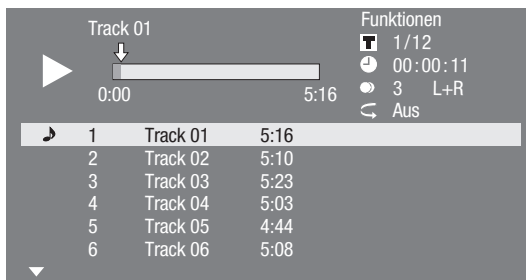 Track 01
0:00 5:16
Funktionen
T 1/12
00:00:11
3 L+R
Aus
1 Track 01 5:16
2 Track 02 5:10
3 Track 03 5:23
4 Track 04 5:03
5 Track 05 4:44
6 Track 06 5:08